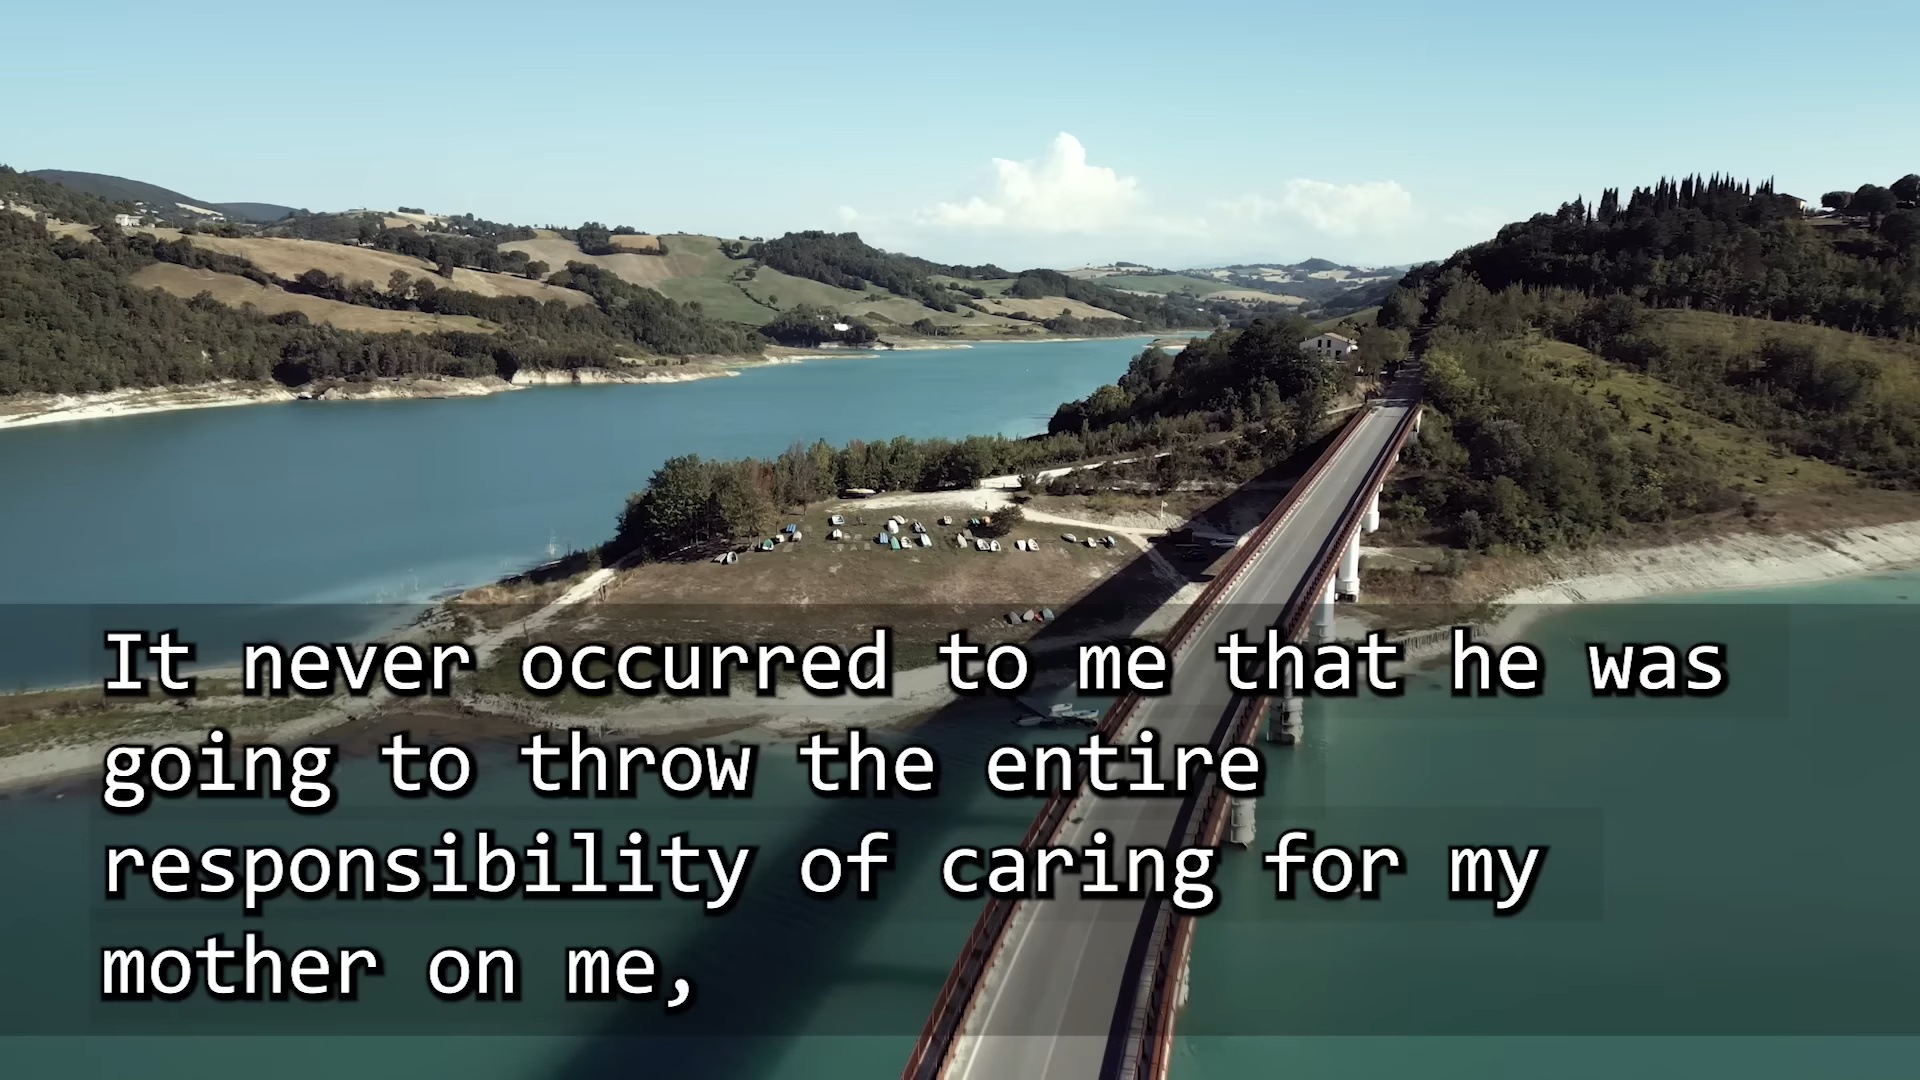 It never occurred to me that he was
going to throw the entire
responsibility of caring for my
mother on me,